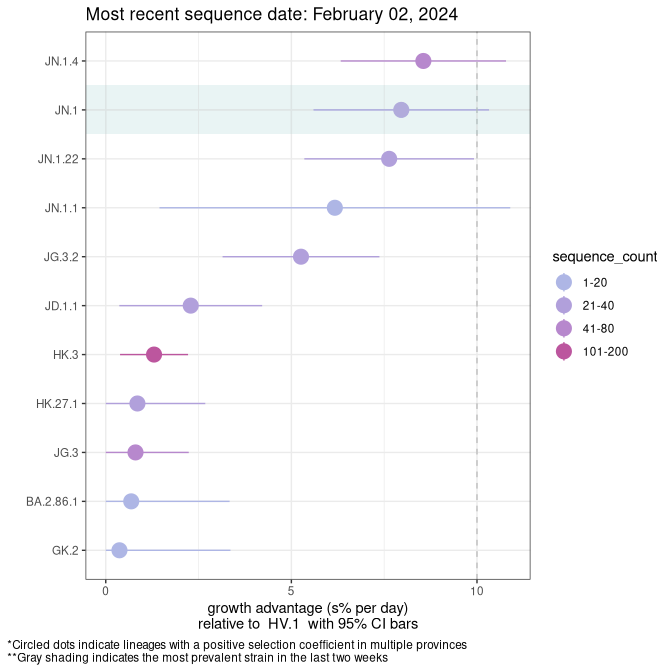 Most recent sequence date: February 02, 2024
JN.1.4
JN.1
JN.1.22
JN.1.1
JG.3.2
JD.1.1
HK.3
HK.27.1
JG.3
BA.2.86.1
GK.2
0 5 10
growth advantage (s% per day)
relative to HV.1 with 95% CI bars
sequence_count
1-20
21-40
41-80
101-200
*Circled dots indicate lineages with a positive selection coefficient in multiple provinces
**Gray shading indicates the most prevalent strain in the last two weeks